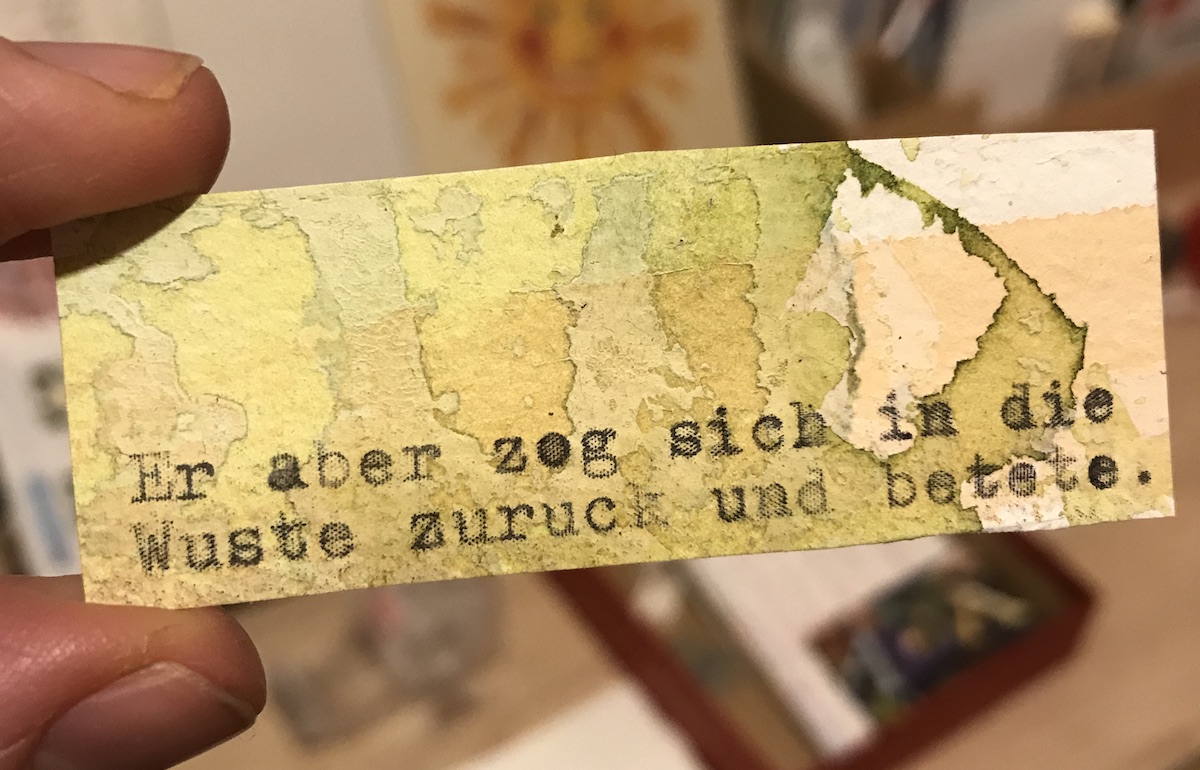 Er aber zog sich in die
Wuste zuruck und betete.